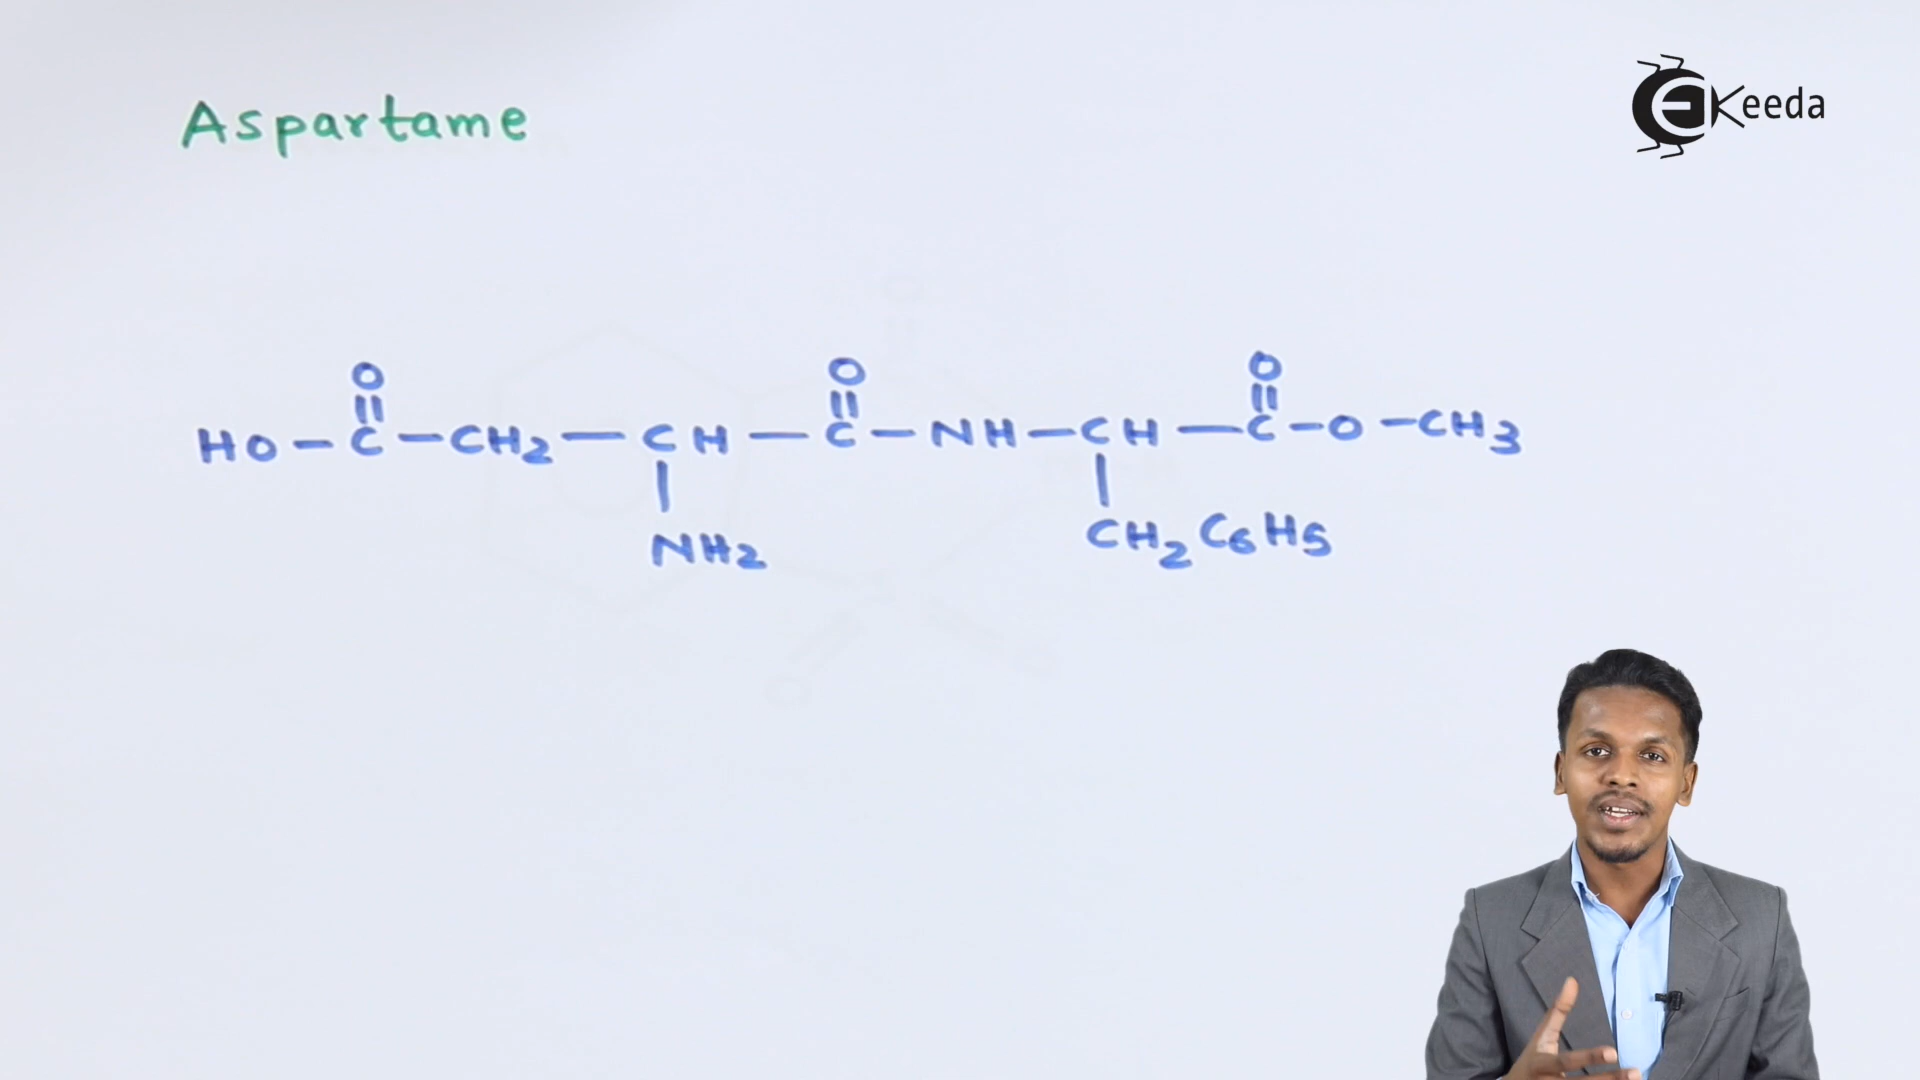 Aspartame
Keeda
O O O
HO - C - CH2 - CH - C - NH - CH - C - O - CH3
NH2 CH2C6H5